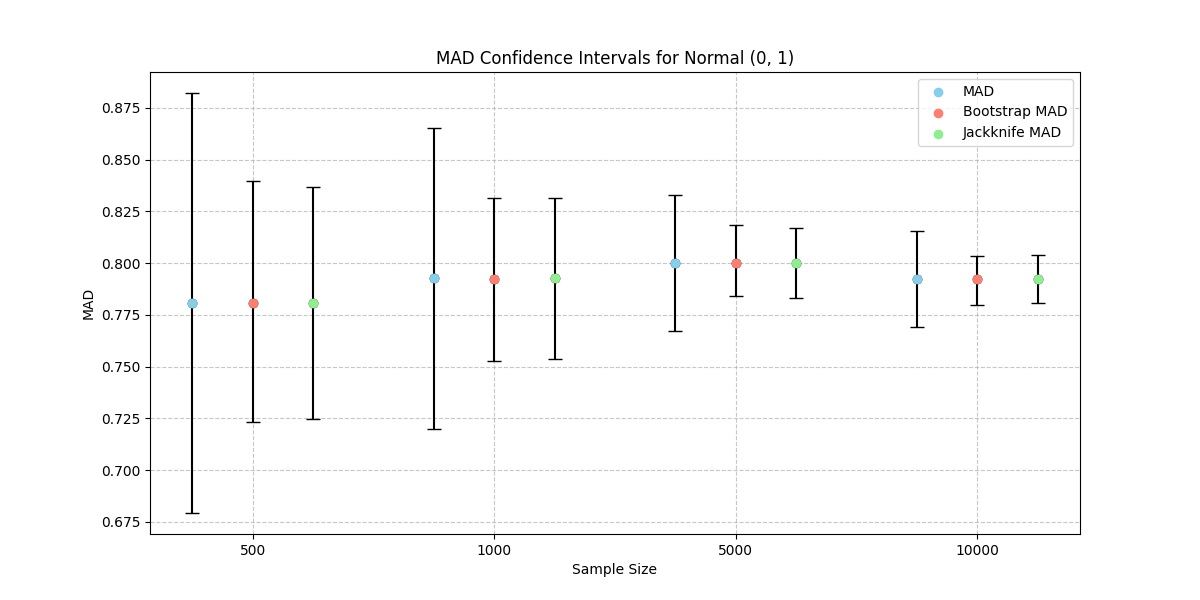 MAD Confidence Intervals for Normal (0, 1)
MAD
Bootstrap MAD
Jackknife MAD
0.875
0.850
0.825
0.800
0.775
0.750
0.725
0.700
0.675
MAD
500
1000
5000
10000
Sample Size